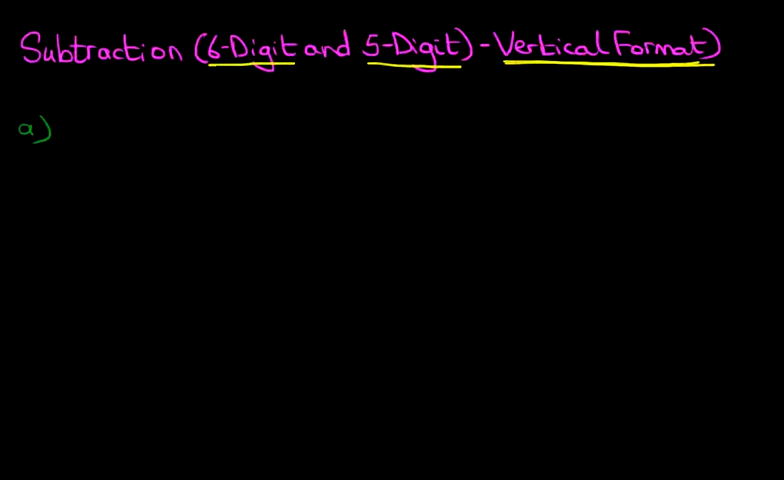 Subtraction (6-Digit and 5-Digit) - Vertical Format)
a)